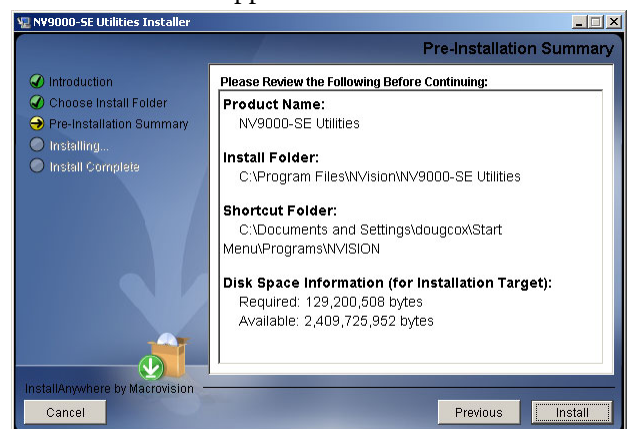 NV9000-SE Utilities Installer
Pre-Installation Summary
Introduction
Choose Install Folder
Pre-Installation Summary
Installing...
Install Complete
Please Review the Following Before Continuing:
Product Name:
NV9000-SE Utilities
Install Folder:
C:\Program Files\NVision\NV9000-SE Utilities
Shortcut Folder:
C:\Documents and Settings\dougcox\Start
Menu\Programs\NVISION
Disk Space Information (for Installation Target):
Required: 129,200,508 bytes
Available: 2,409,725,952 bytes
InstallAnywhere by Macrovision
Cancel
Previous
Install